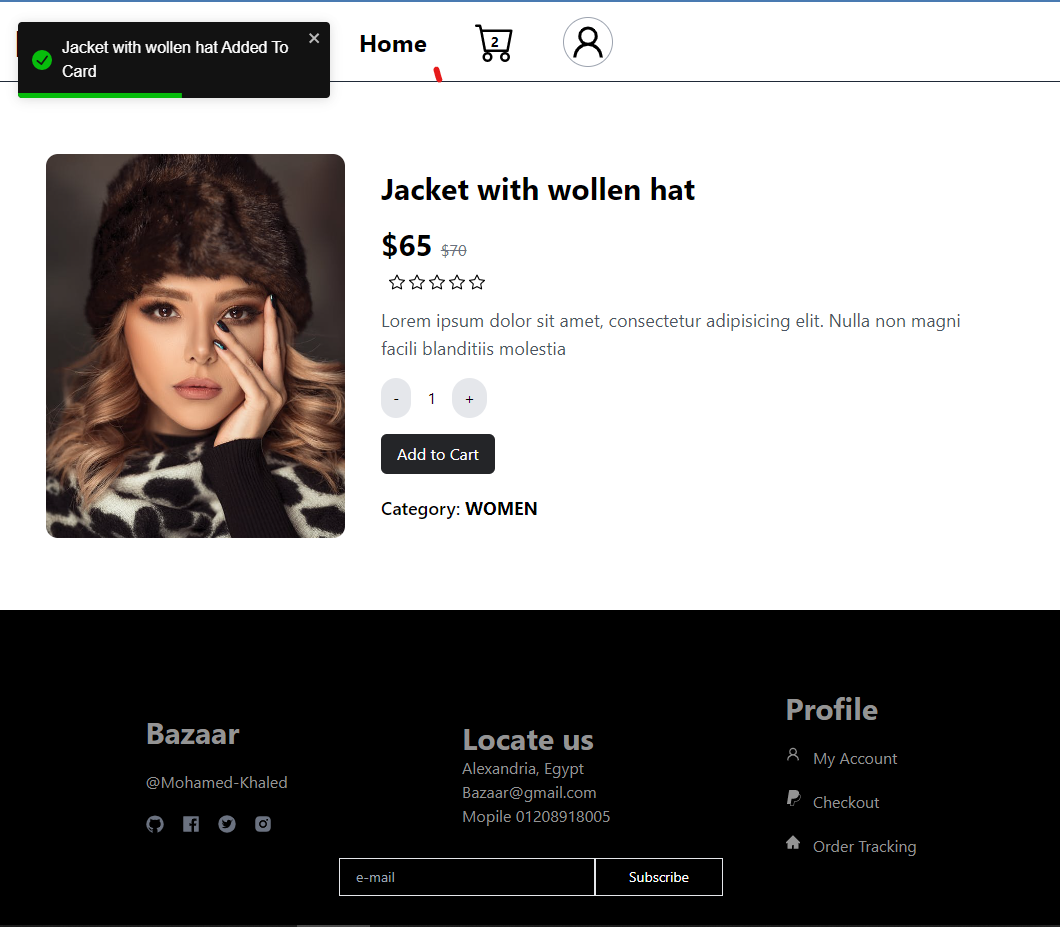 Jacket with wollen hat Added To
Card
Home
2
Jacket with wollen hat
$65 $70
Lorem ipsum dolor sit amet, consectetur adipisicing elit. Nulla non magni
facili blanditiis molestia
- 1 +
Add to Cart
Category: WOMEN
Bazaar
@Mohamed-Khaled
Locate us
Alexandria, Egypt
Bazaar@gmail.com
Mopile 01208918005
Profile
My Account
Checkout
Order Tracking
e-mail
Subscribe